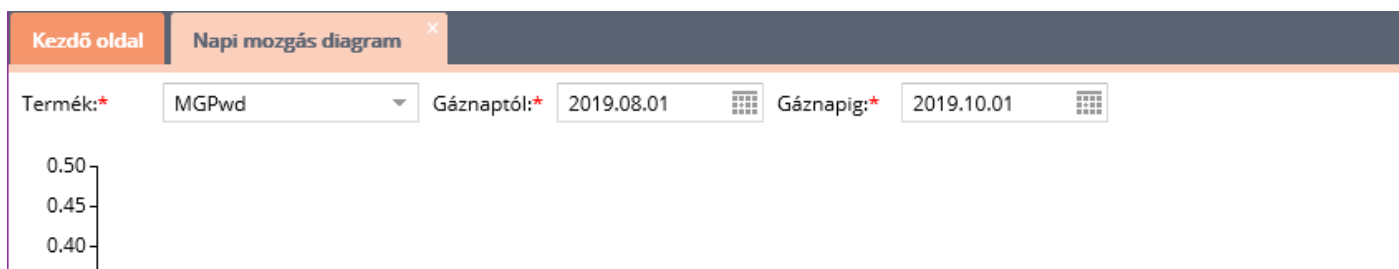 Kezdő oldal Napi mozgás diagram ×
Termék:* MGPwd Gáznaptól:* 2019.08.01 Gáznapig:* 2019.10.01
0.50
0.45
0.40